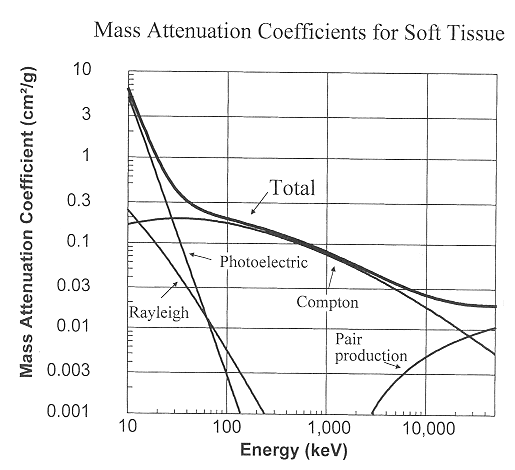 Mass Attenuation Coefficients for Soft Tissue
Mass Attenuation Coefficient (cm²/g)
10
3
1
0.3
0.1
0.03
0.01
0.003
0.001
Total
Photoelectric
Compton
Rayleigh
Pair
production
10
100
1,000
10,000
Energy (keV)